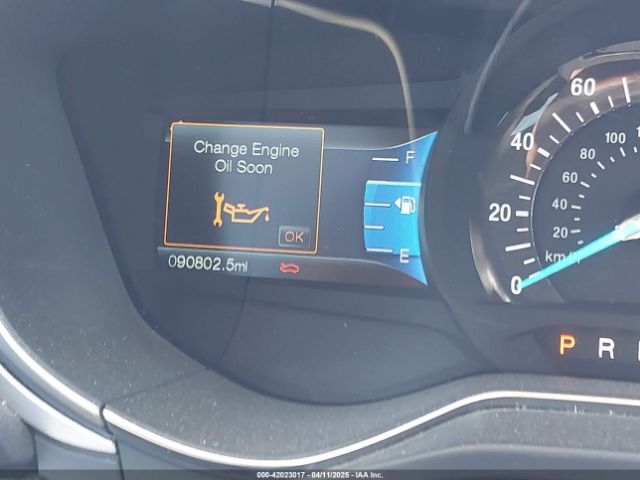 Change Engine
Oil Soon
OK
090802.5mi
F
E
60
40
20
0
100
80
60
40
20
P R
000-42023017 - 04/11/2025 - Copyright © IAA, Inc.